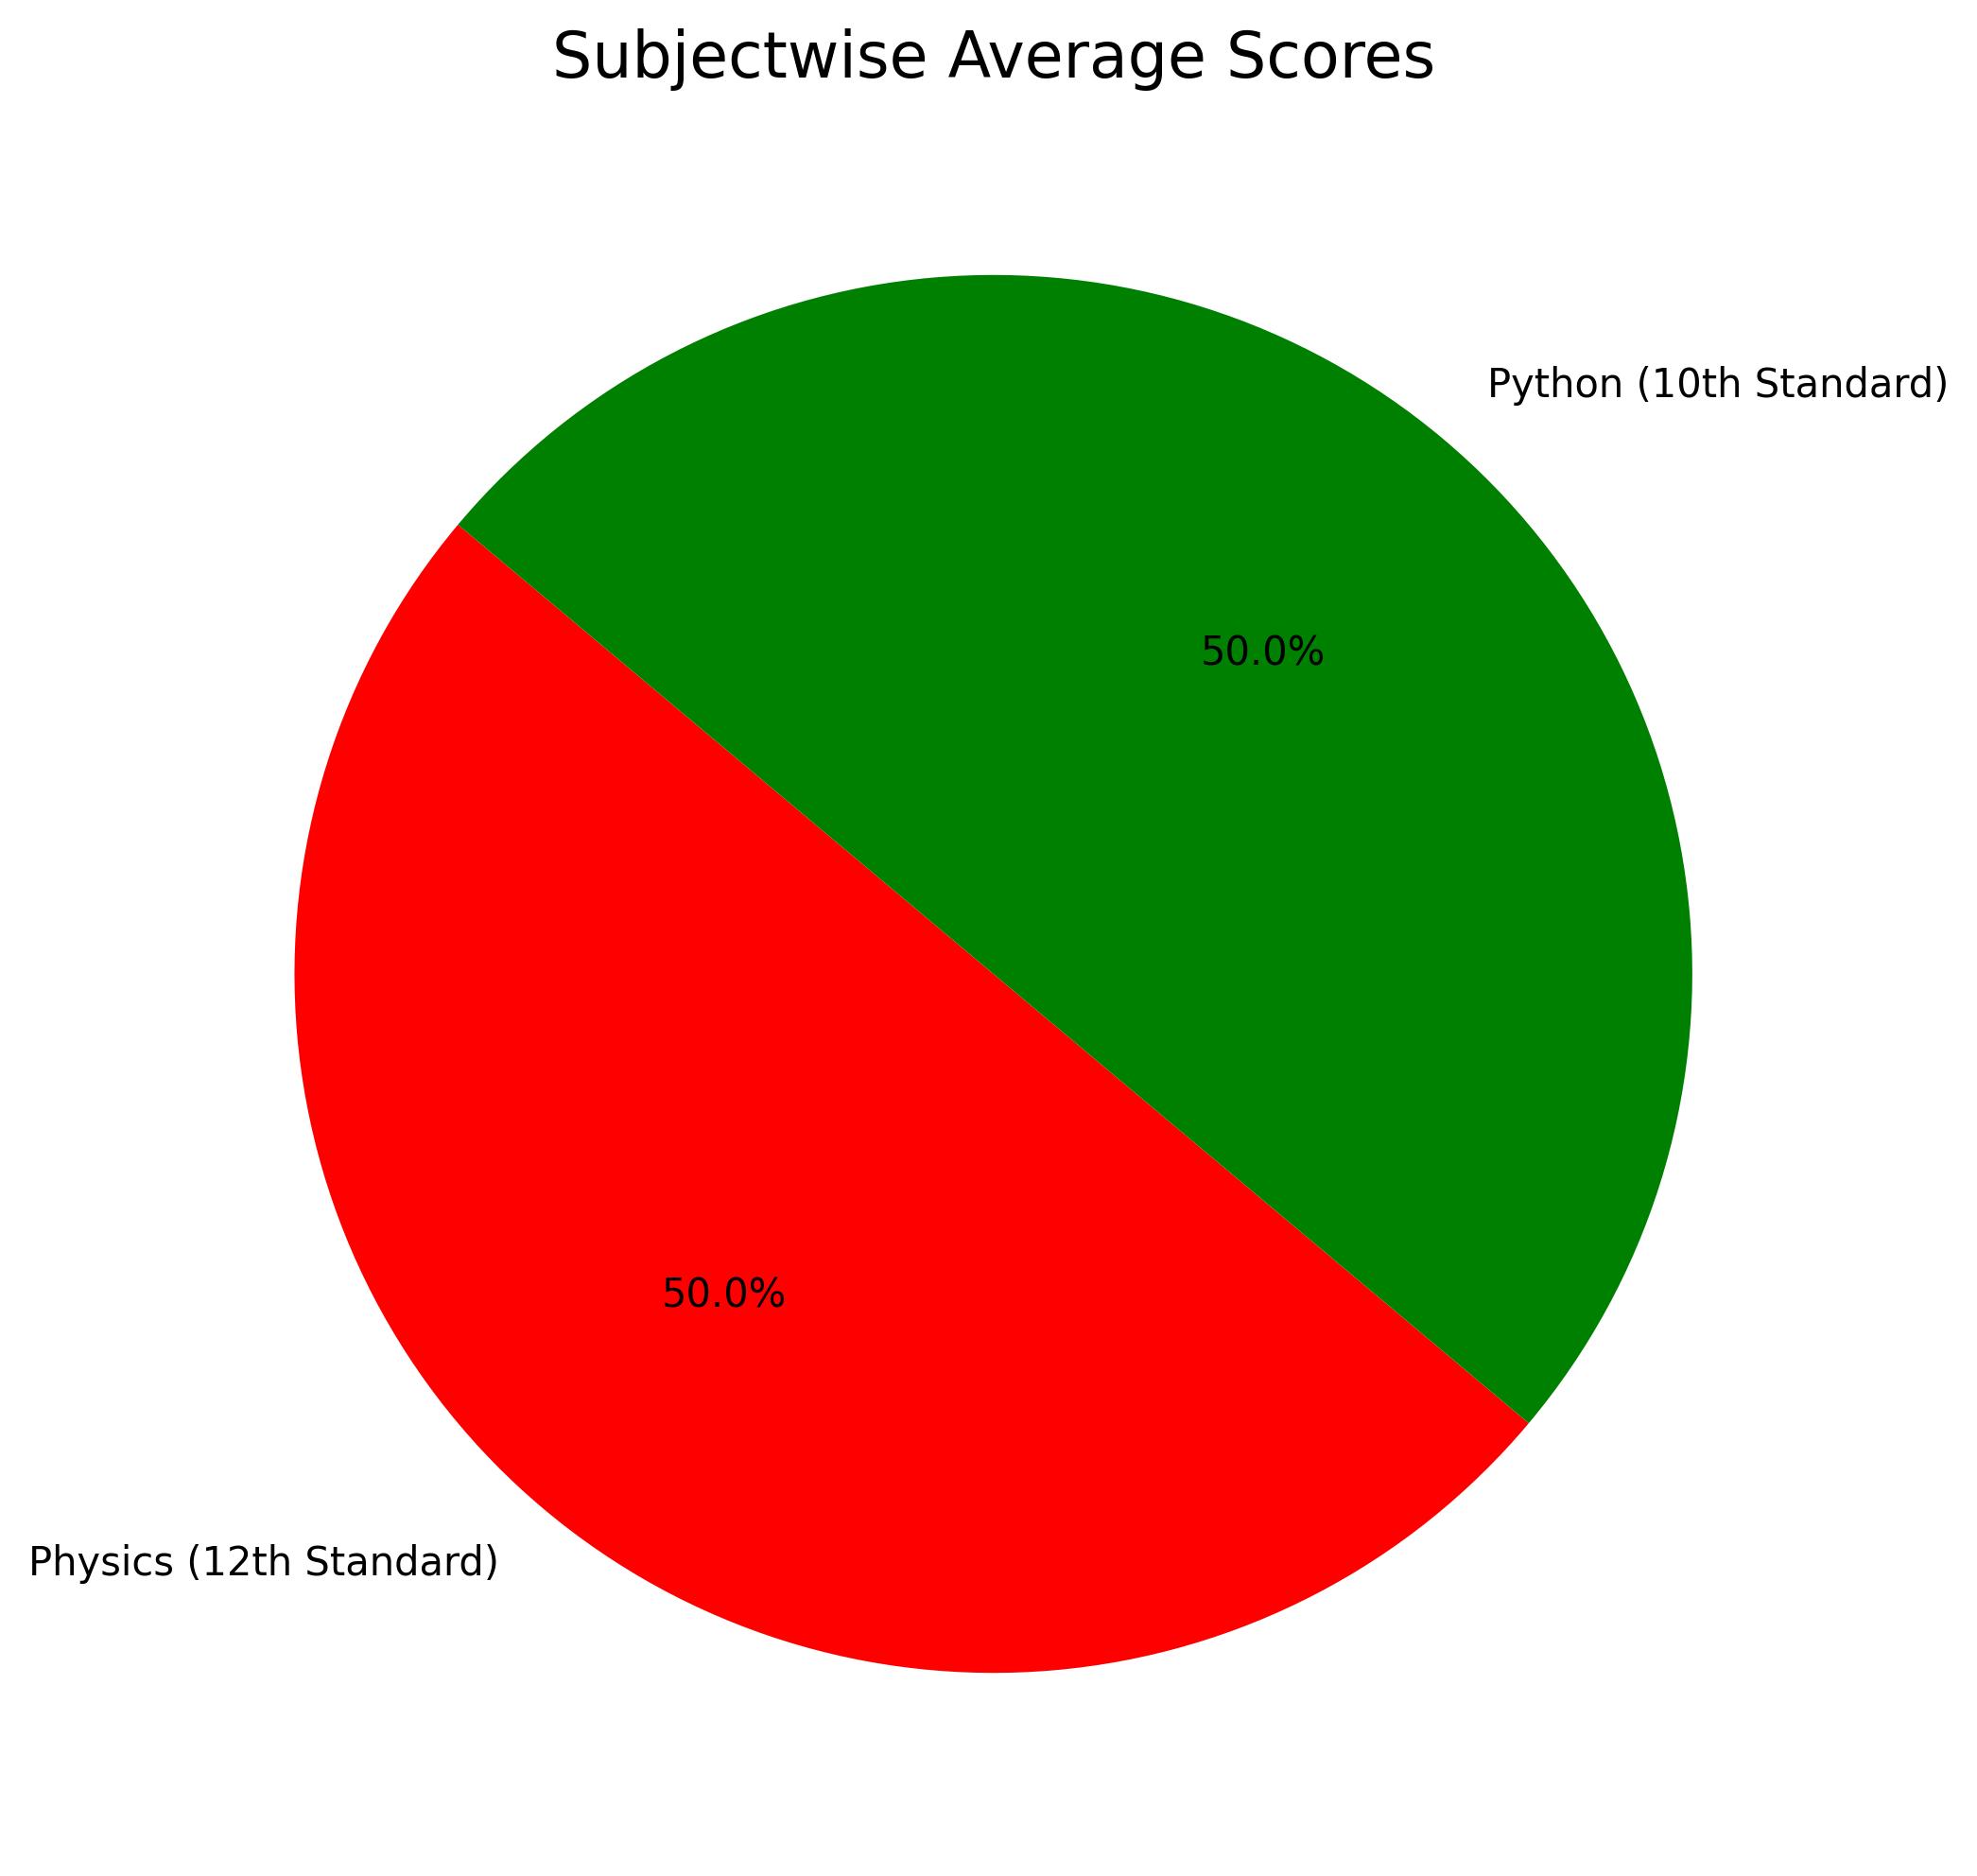 Subjectwise Average Scores
Python (10th Standard)
50.0%
50.0%
Physics (12th Standard)